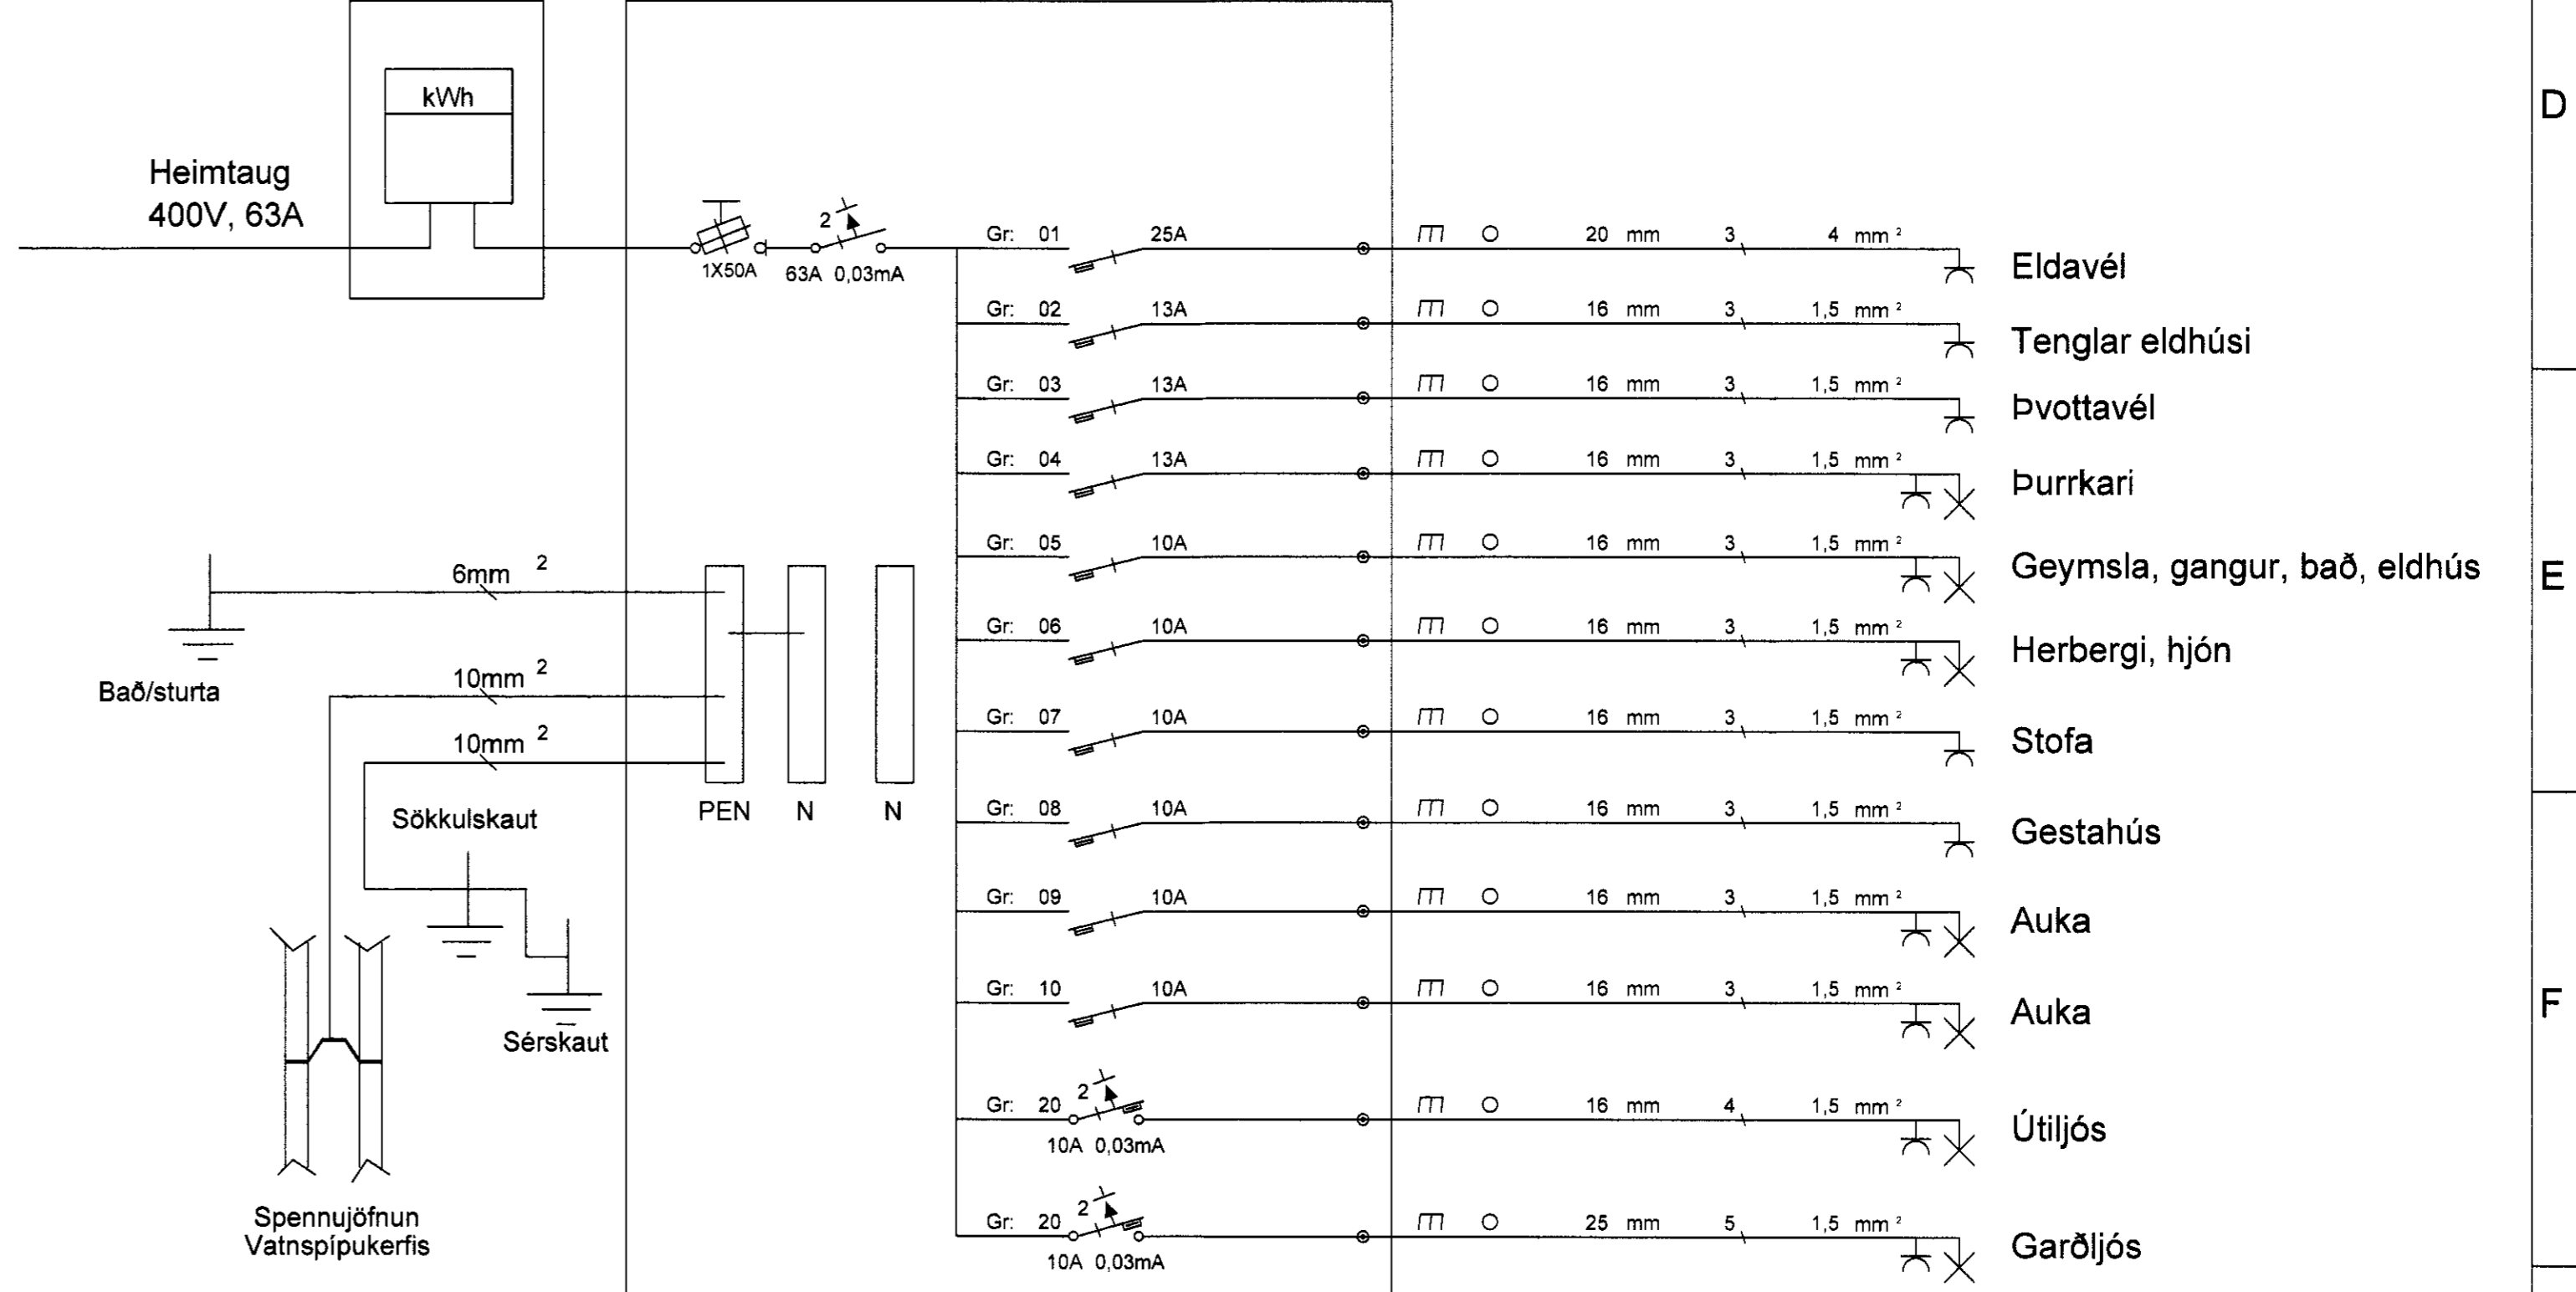 D
kWh
Heimtaug
400V, 63A
1X50A
2
63A 0,03mA
Gr: 01 25A 20 mm 3 4 mm ²
Eldavél
Gr: 02 13A 16 mm 3 1,5 mm ²
Tenglar eldhúsi
Gr: 03 13A 16 mm 3 1,5 mm ²
Þvottavél
Gr: 04 13A 16 mm 3 1,5 mm ²
Þurrkari
Gr: 05 10A 16 mm 3 1,5 mm ²
Geymsla, gangur, bað, eldhús
E
Gr: 06 10A 16 mm 3 1,5 mm ²
Herbergi, hjón
Gr: 07 10A 16 mm 3 1,5 mm ²
Stofa
Gr: 08 10A 16 mm 3 1,5 mm ²
Gestahús
Gr: 09 10A 16 mm 3 1,5 mm ²
Auka
Gr: 10 10A 16 mm 3 1,5 mm ²
Auka
F
Gr: 20 2 16 mm 4 1,5 mm ²
10A 0,03mA
Útiljós
Gr: 20 2 25 mm 5 1,5 mm ²
10A 0,03mA
Garðljós
6mm 2
Bað/sturta
10mm 2
10mm 2
PEN N N
Sökkulskaut
Sérskaut
Spennujöfnun
Vatnspípukerfis